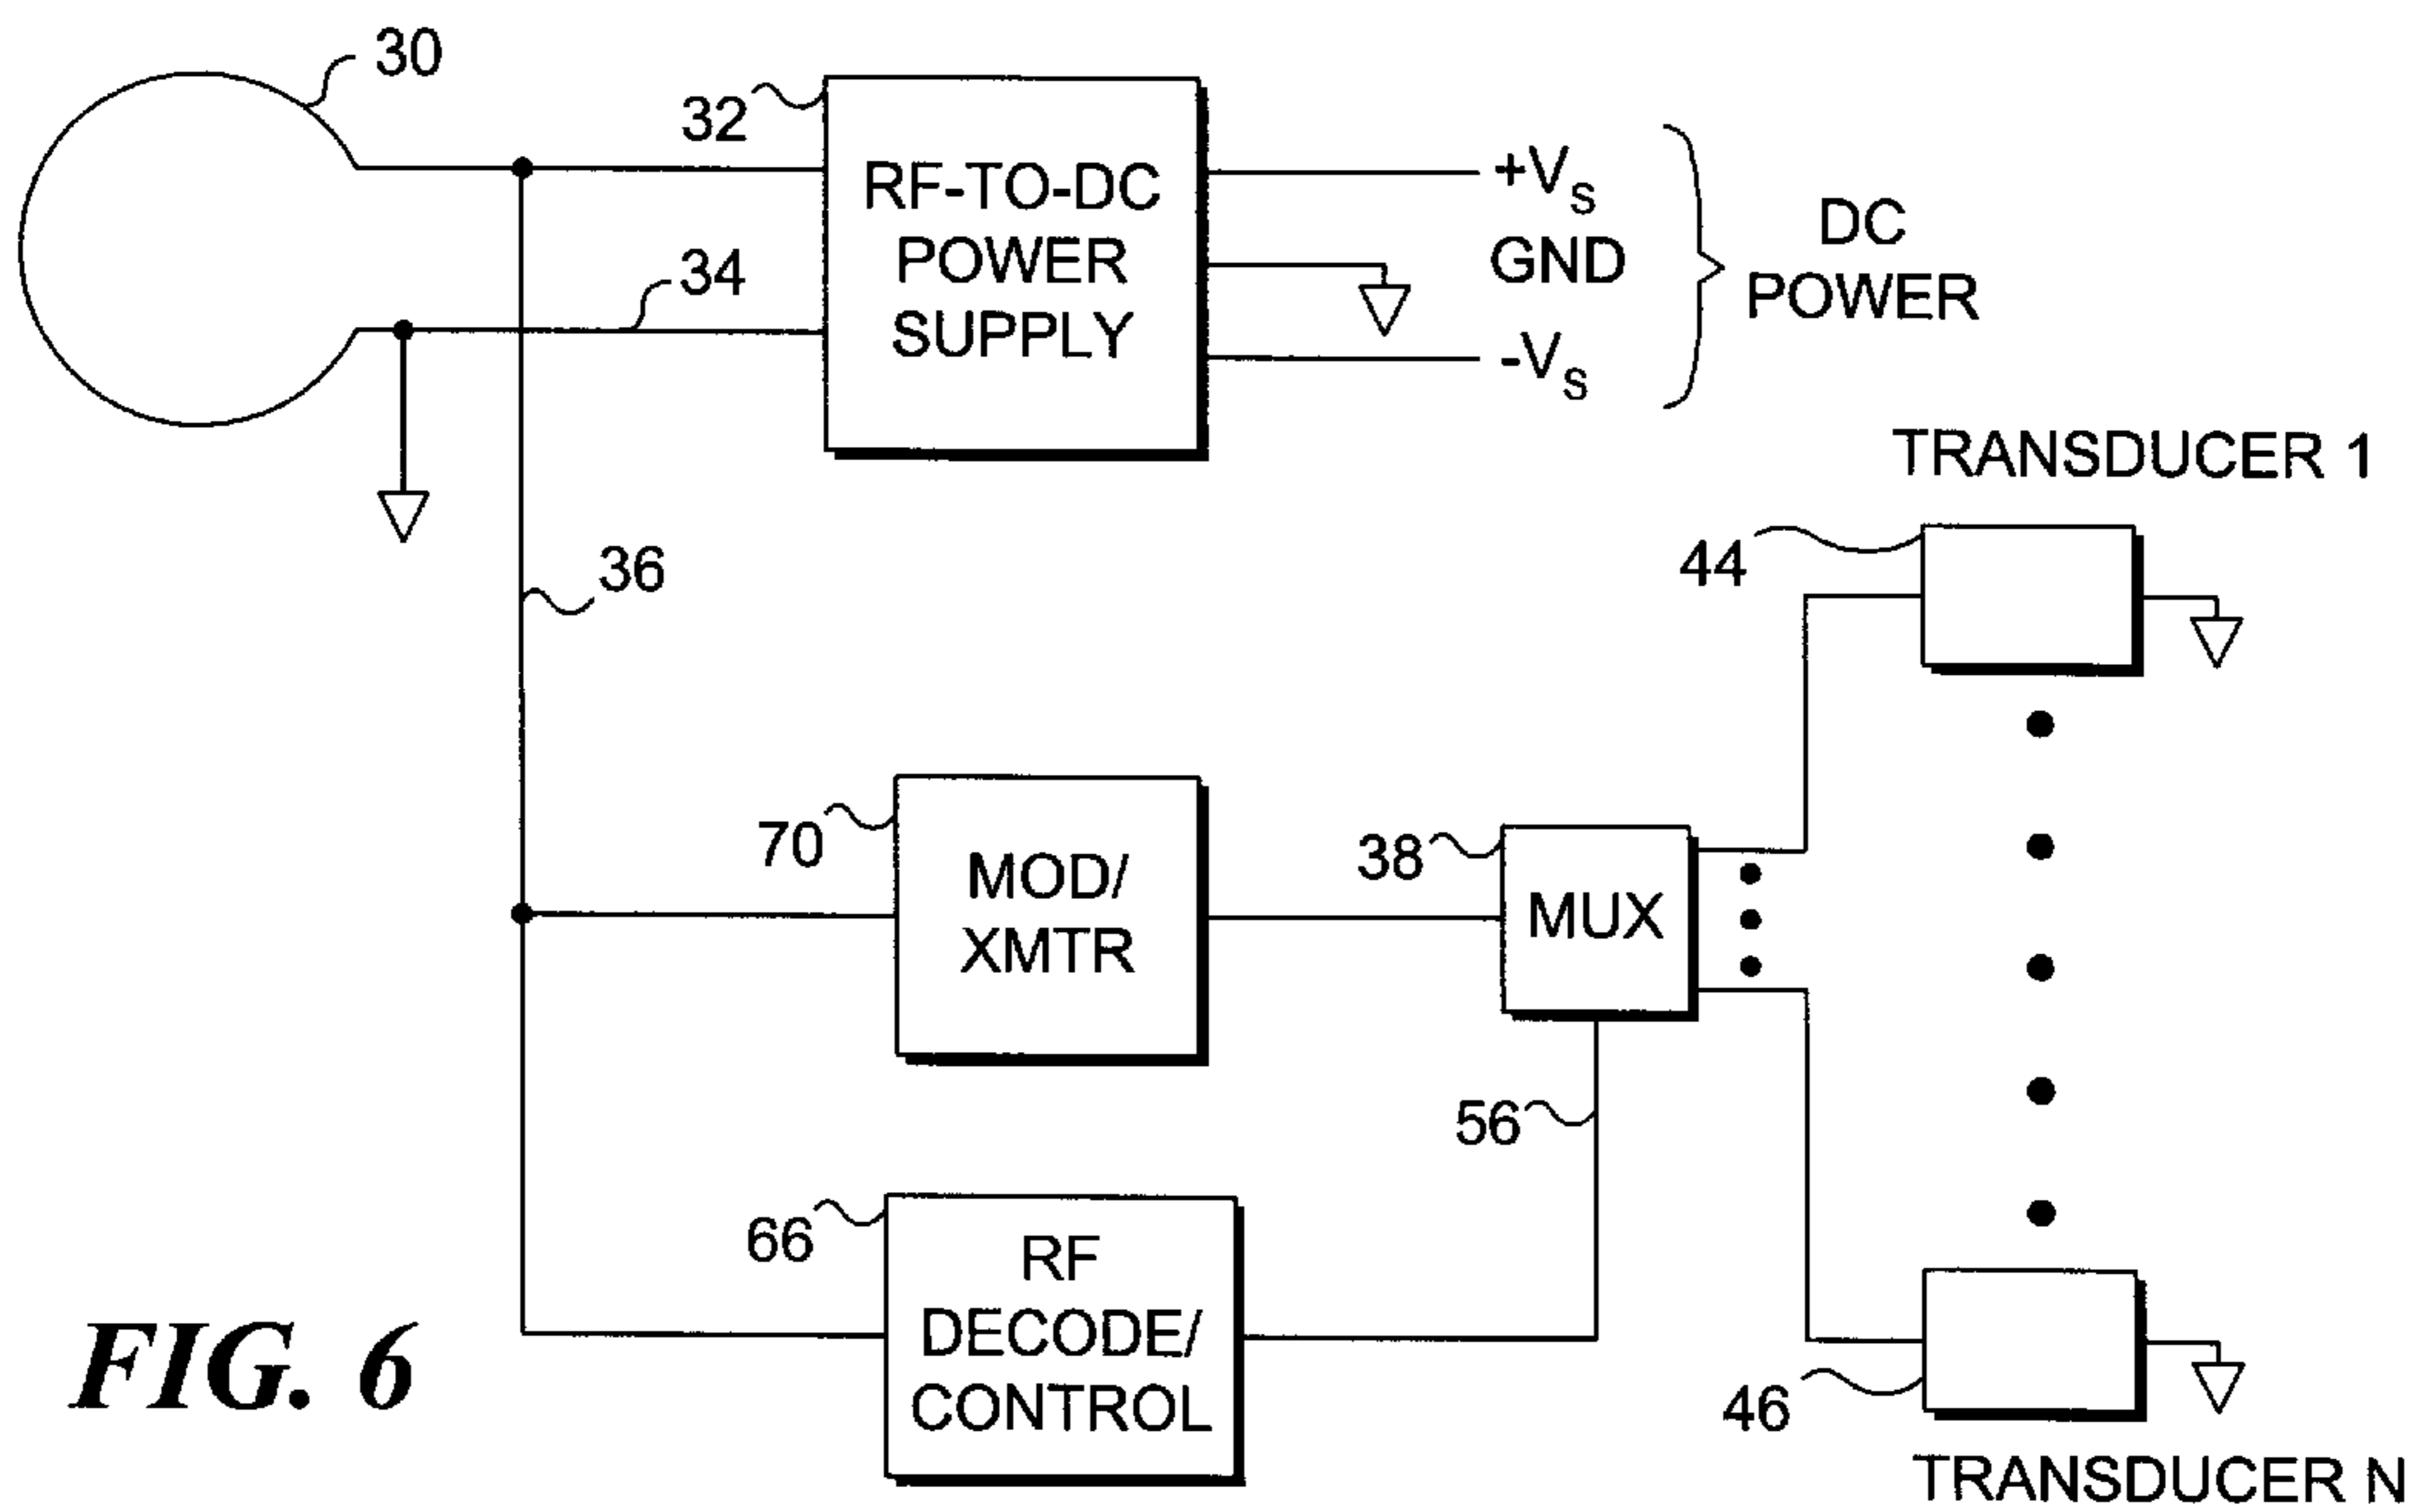 30
32
RF-TO-DC
POWER
SUPPLY
34
+VS
GND
-VS
DC
POWER
36
TRANSDUCER 1
44
70
MOD/
XMTR
38
MUX
56
66
RF
DECODE/
CONTROL
46
TRANSDUCER N
FIG. 6